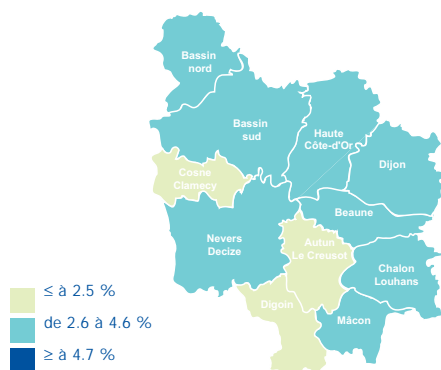 Bassin
nord
Bassin
sud
Haute
Côte-d'Or
Dijon
Cosne
Clamecy
Beaune
Nevers
Decize
Autun
Le Creusot
Chalon
Louhans
Digoin
Mâcon
≤ à 2.5 %
de 2.6 à 4.6 %
≥ à 4.7 %